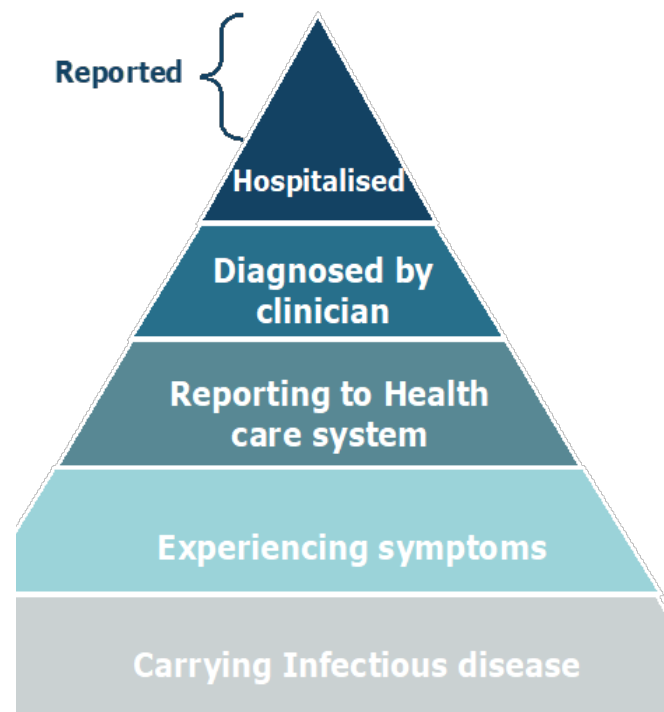 Reported
Hospitalised
Diagnosed by
clinician
Reporting to Health
care system
Experiencing symptoms
Carrying Infectious disease